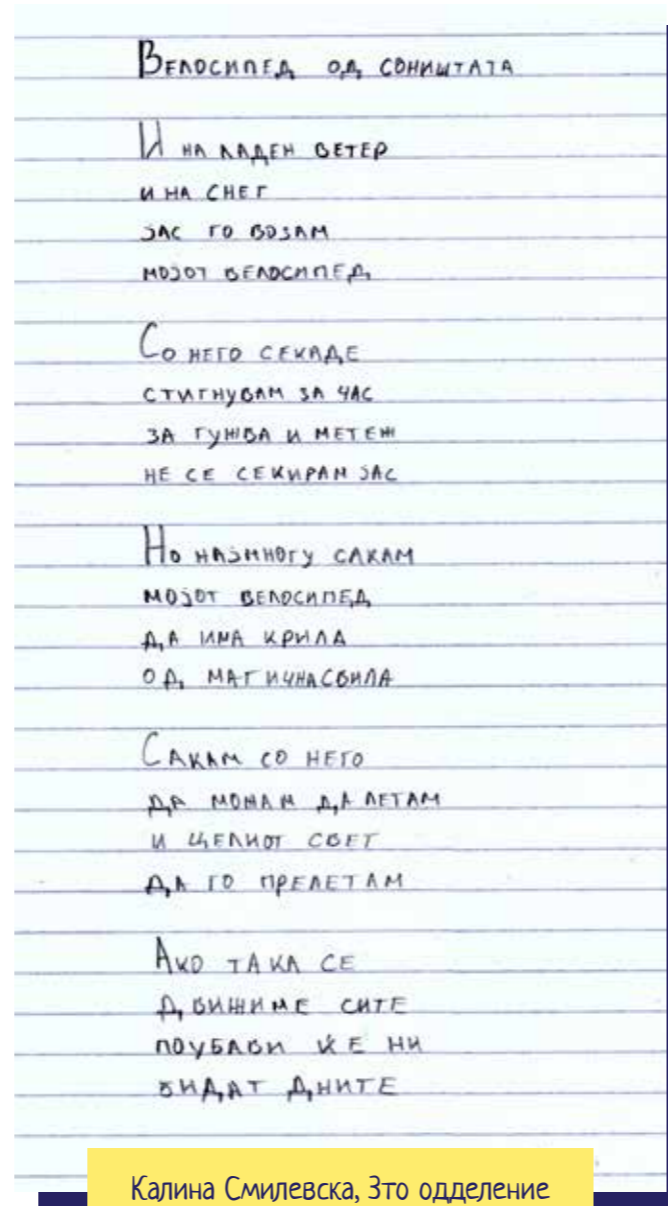 Велосипед од соништата
И на ладен ветер
и на снег
јас го возам
мојот велосипед
Со него секаде
стигнувам за час
за гужва и метеж
не се секирам јас
Но најмногу сакам
мојот велосипед
да има крила
од магичнасвила
Сакам со него
да можам да летам
и целиот свет
да го прелетам
Ако така се
движиме сите
поубави ќе ни
бидат дните
Калина Смилевска, 3то одделение